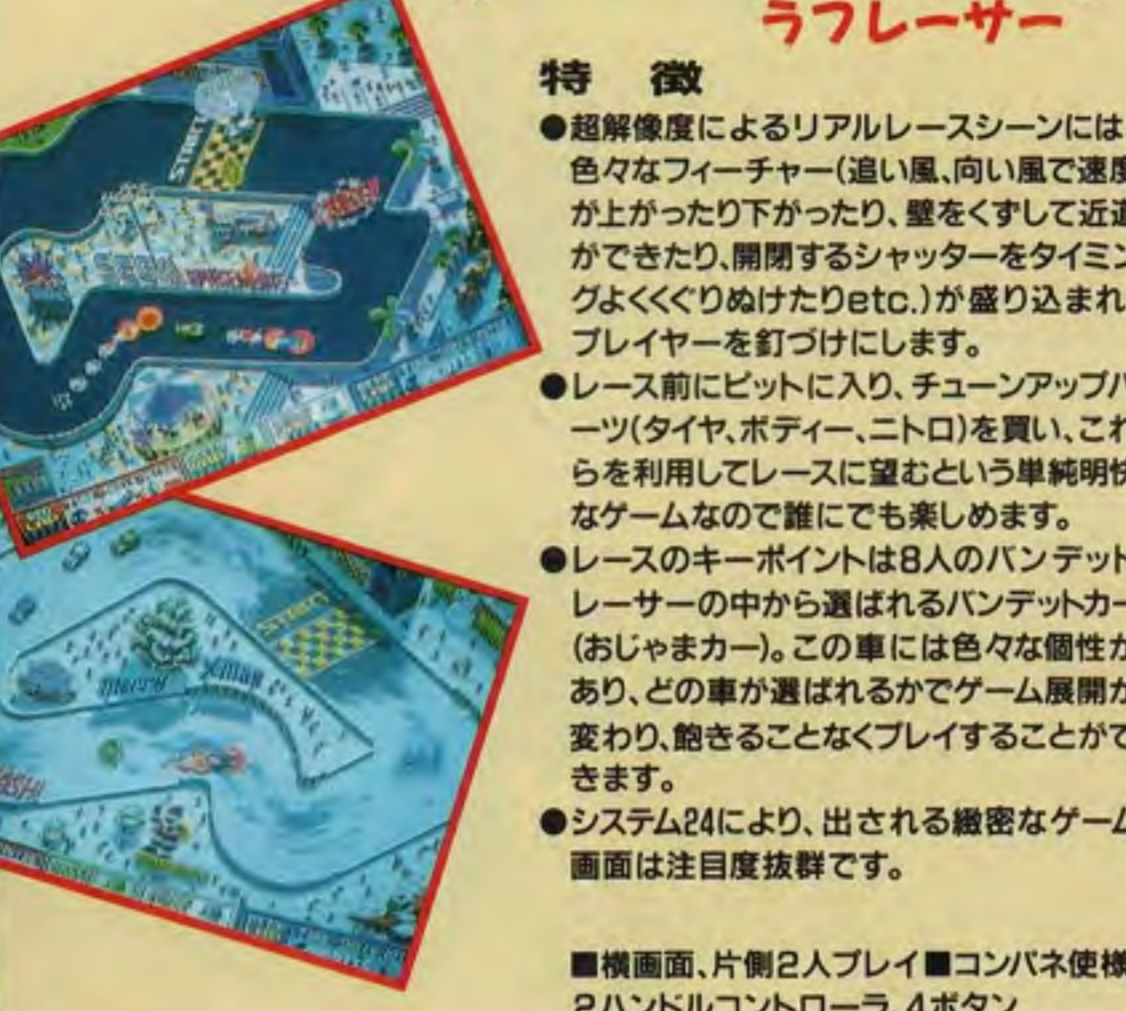 ラフレーサー
特 徴
●超解像度によるリアルレースシーンには
色々なフィーチャー(追い風、向い風で速度
が上がったり下がったり、壁をくずして近道
ができたり、開閉するシャッターをタイミン
グよくくぐりぬけたりetc.)が盛り込まれ
プレイヤーを釘づけにします。
●レース前にピットに入り、チューンアップパ
ーツ(タイヤ、ボディー、ニトロ)を買い、これ
らを利用してレースに望むという単純明快
なゲームなので誰にでも楽しめます。
●レースのキーポイントは8人のバンデット
レーサーの中から選ばれるバンデットカー
(おじゃまカー)。この車には色々な個性が
あり、どの車が選ばれるかでゲーム展開が
変わり、飽きることなくプレイすることがで
きます。
●システム24により、出される緻密なゲーム
画面は注目度抜群です。
■横画面、片側2人プレイ■コンパネ使様
2ハンドルコントローラ、4ボタン
START
SEGA
START